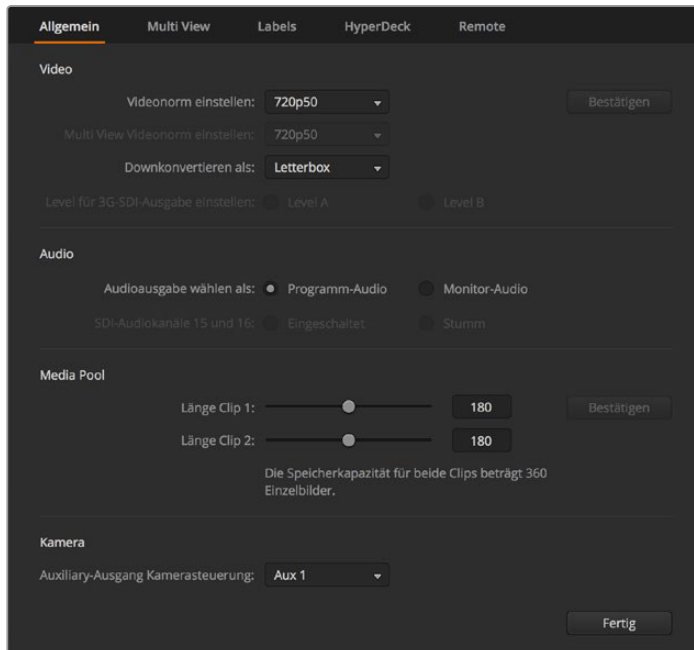 Allgemein Multi View Labels HyperDeck Remote
Video
Videonorm einstellen: 720p50 Bestätigen
Multi View Videonorm einstellen: 720p50
Downkonvertieren als: Letterbox
Level für 3G-SDI-Ausgabe einstellen: Level A Level B
Audio
Audioausgabe wählen als: Programm-Audio Monitor-Audio
SDI-Audiokanäle 15 und 16: Eingeschaltet Stumm
Media Pool
Länge Clip 1: 180 Bestätigen
Länge Clip 2: 180
Die Speicherkapazität für beide Clips beträgt 360
Einzelbilder.
Kamera
Auxiliary-Ausgang Kamerasteuerung: Aux 1
Fertig